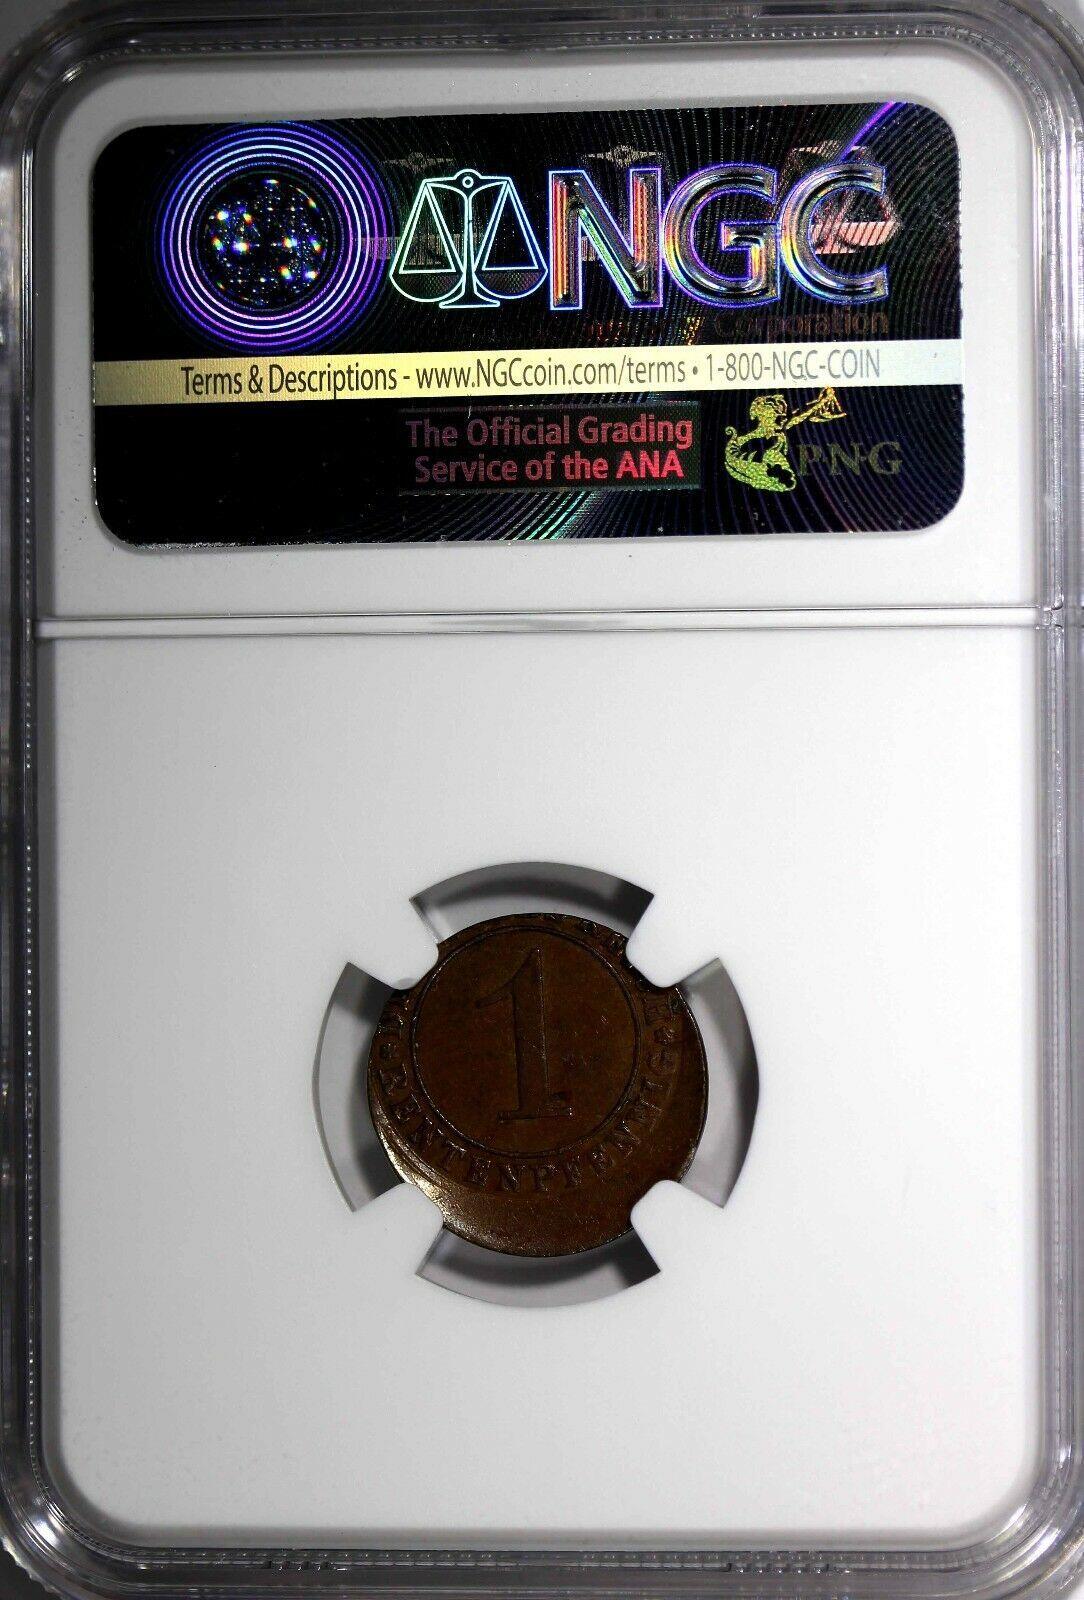 NGC
Corporation
Terms & Descriptions - www.NGCcoin.com/terms • 1-800-NGC-COIN
The Official Grading
Service of the ANA
P·N·G
1
RENTENPFENNIG